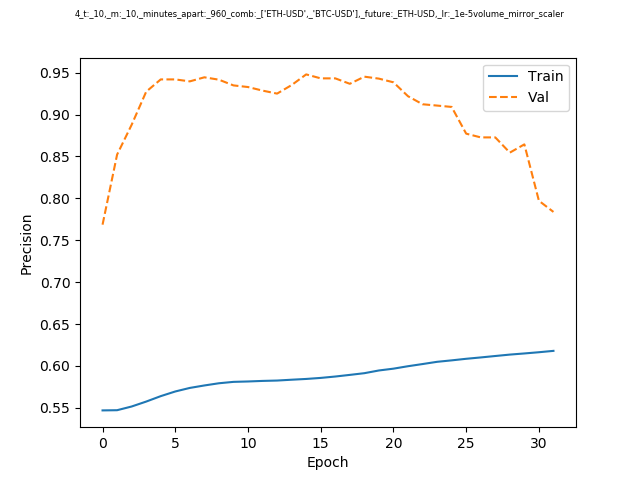 4_t:_10,_m:_10,_minutes_apart:_960_comb:_['ETH-USD',_'BTC-USD'],_future:_ETH-USD,_lr:_1e-5volume_mirror_scaler
Train
Val
0.95
0.90
0.85
0.80
0.75
0.70
0.65
0.60
0.55
Precision
0 5 10 15 20 25 30
Epoch